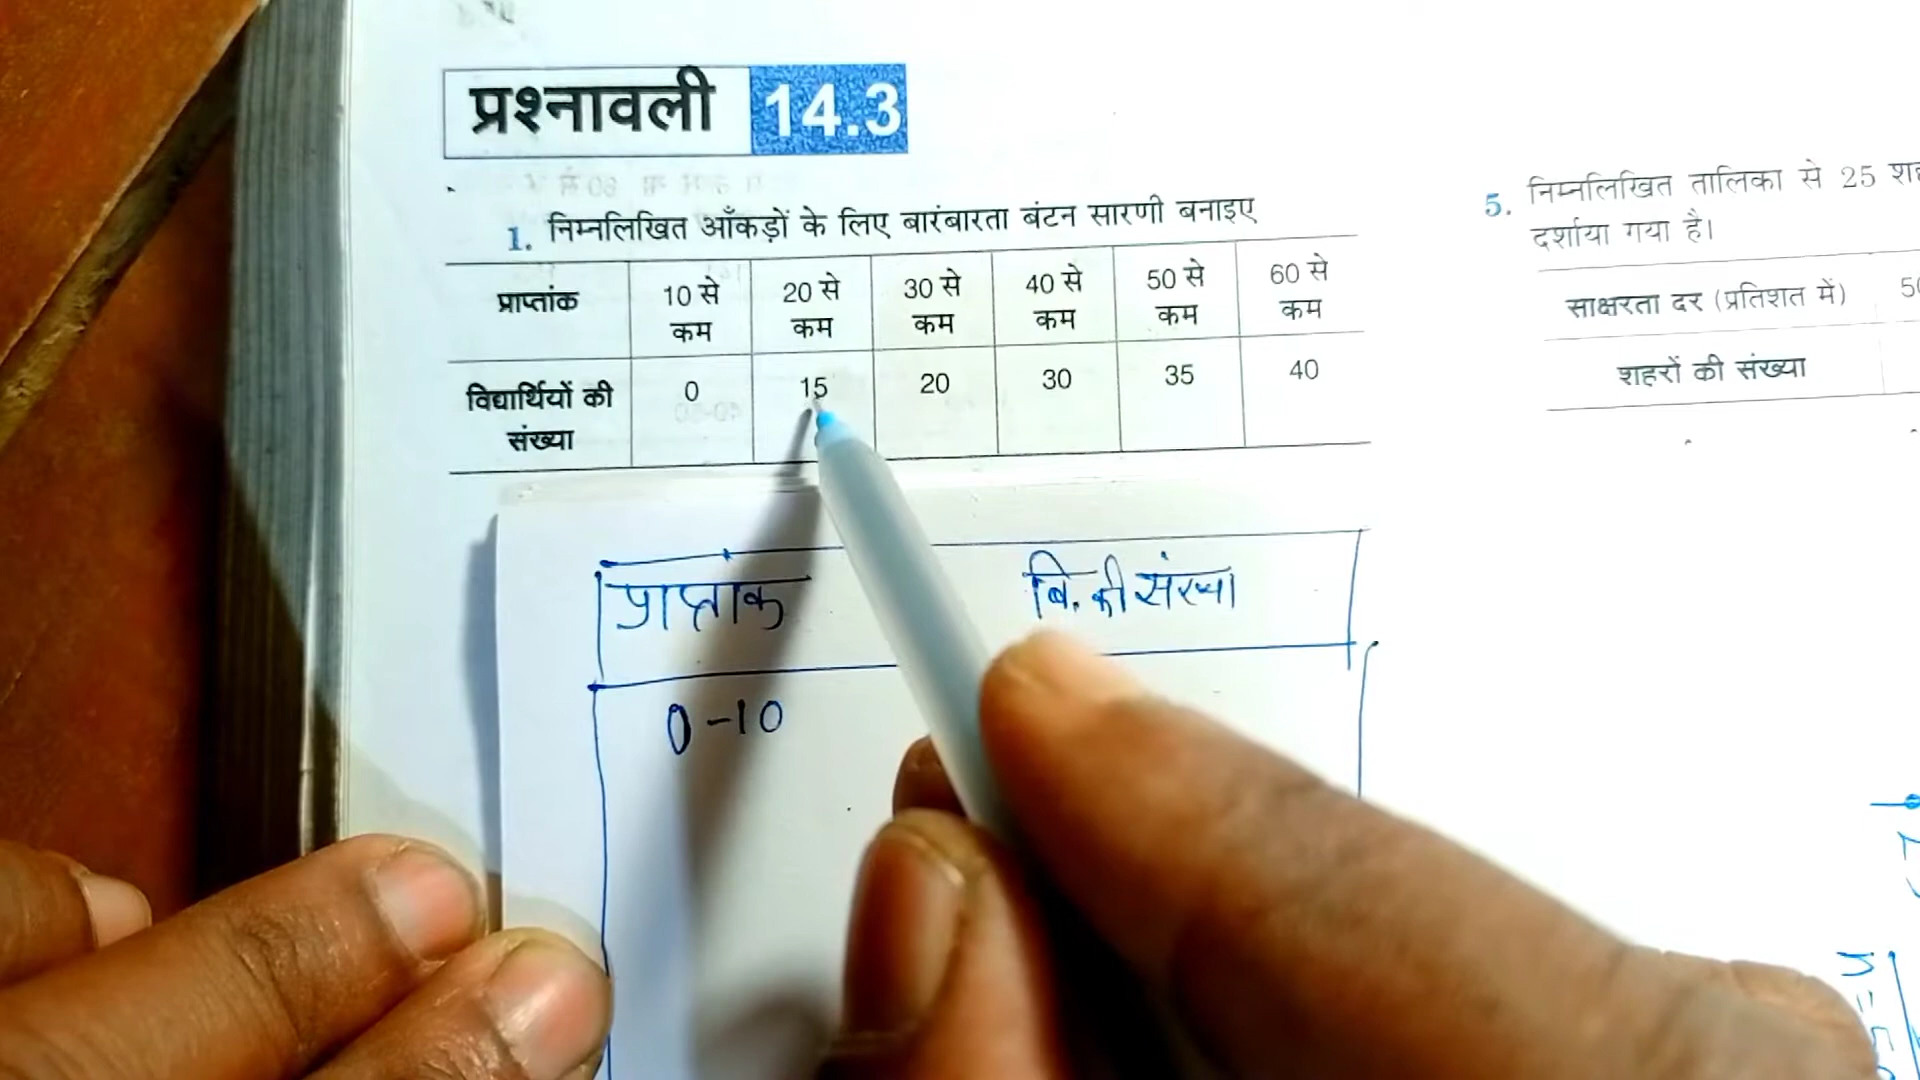 प्रश्नावली 14.3
1. निम्नलिखित आँकड़ों के लिए बारंबारता बंटन सारणी बनाइए
प्राप्तांक 10 से कम 20 से कम 30 से कम 40 से कम 50 से कम 60 से कम
विद्यार्थियों की संख्या 0 15 20 30 35 40
प्राप्तांक वि. की संख्या
0-10
5. निम्नलिखित तालिका से 25
दर्शाया गया है।
साक्षरता दर (प्रतिशत में)
शहरों की संख्या